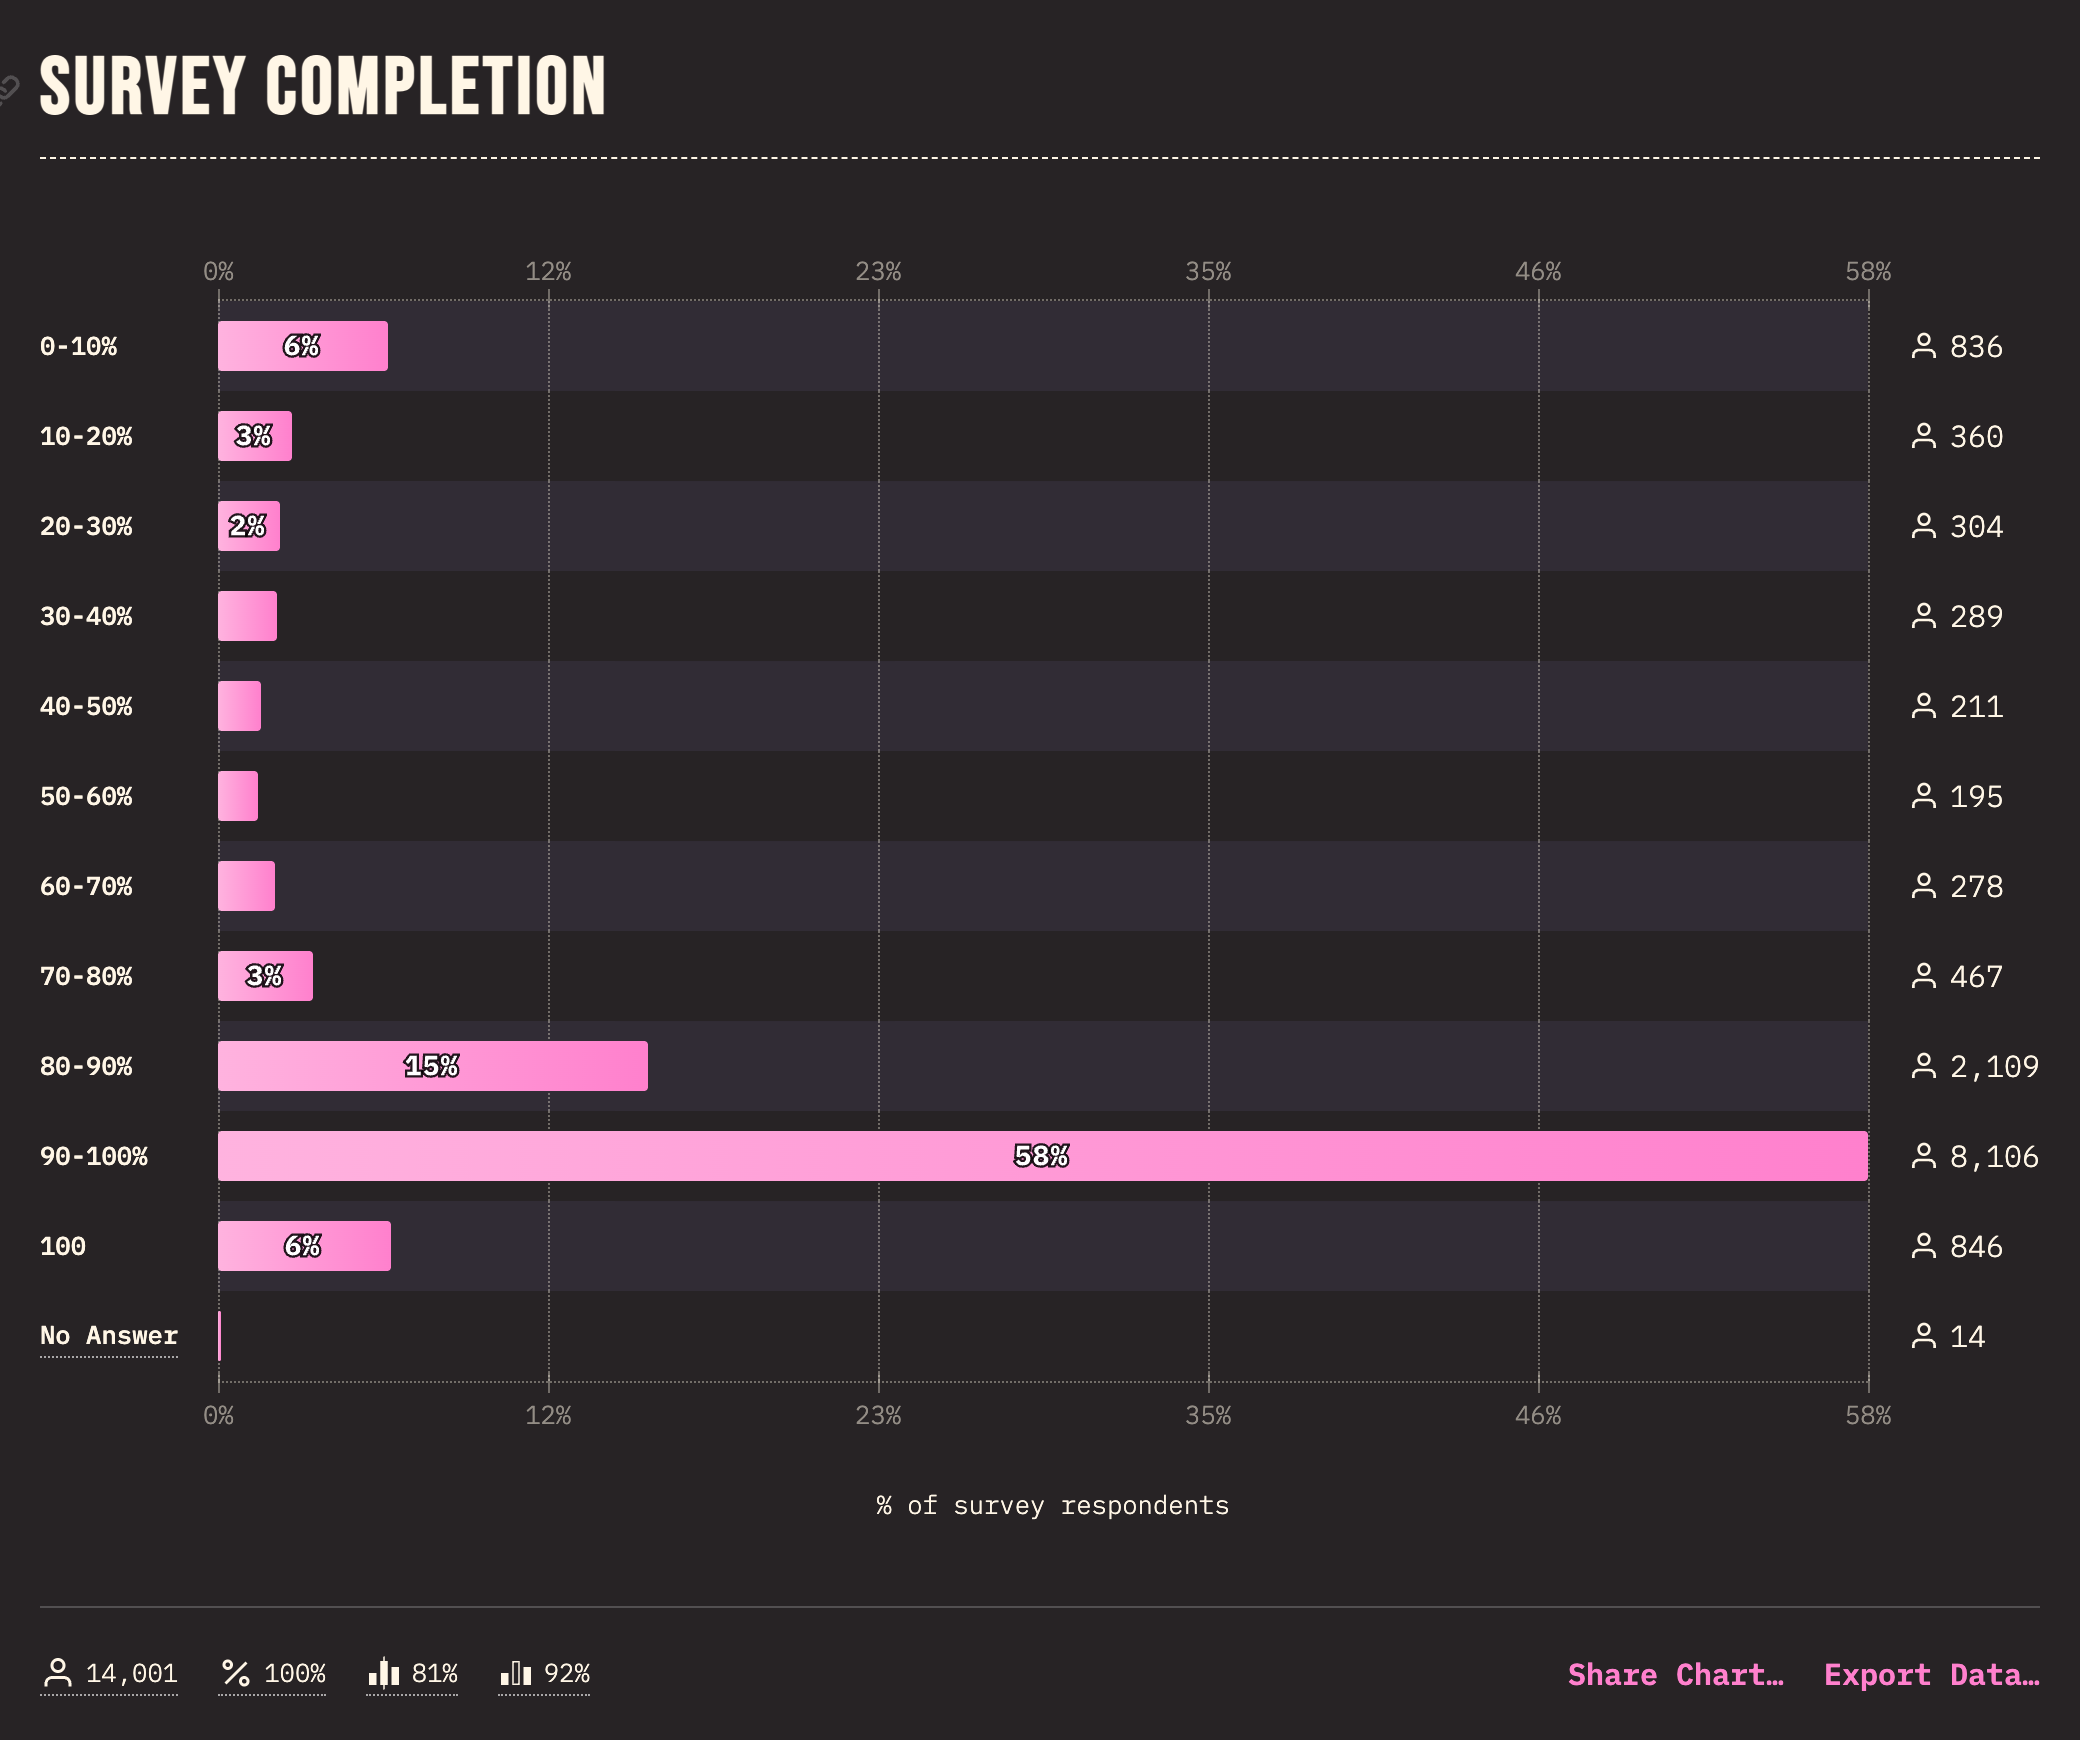 SURVEY COMPLETION
0% 12% 23% 35% 46% 58%
0-10% 6% 836
10-20% 3% 360
20-30% 2% 304
30-40% 289
40-50% 211
50-60% 195
60-70% 278
70-80% 3% 467
80-90% 15% 2,109
90-100% 58% 8,106
100 6% 846
No Answer 14
0% 12% 23% 35% 46% 58%
% of survey respondents
14,001 100% 81% 92% Share Chart… Export Data…